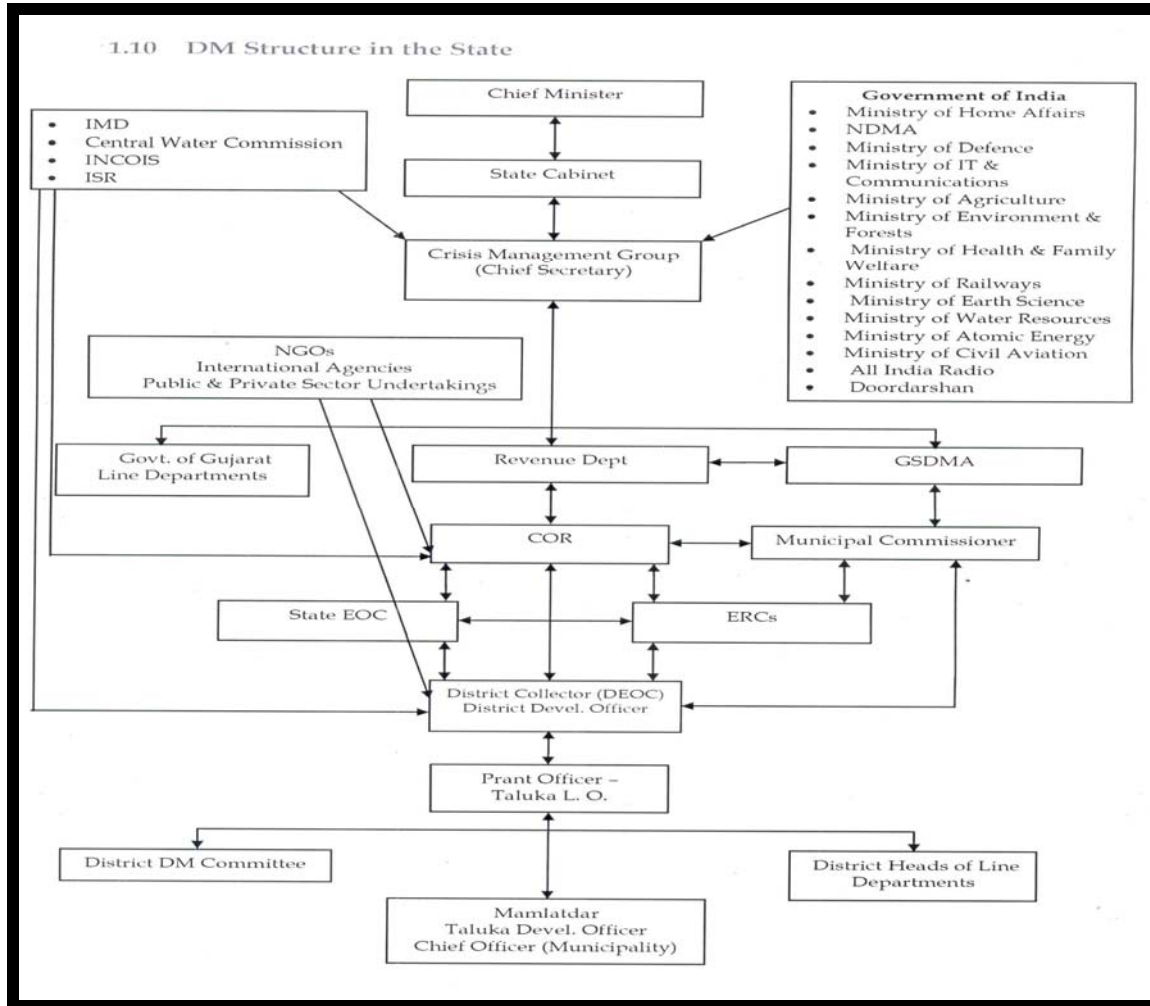 1.10 DM Structure in the State
Chief Minister
• IMD
• Central Water Commission
• INCOIS
• ISR
Government of India
• Ministry of Home Affairs
• NDMA
• Ministry of Defence
• Ministry of IT &
Communications
• Ministry of Agriculture
• Ministry of Environment &
Forests
• Ministry of Health & Family
Welfare
• Ministry of Railways
• Ministry of Earth Science
• Ministry of Water Resources
• Ministry of Atomic Energy
• Ministry of Civil Aviation
• All India Radio
• Doordarshan
State Cabinet
Crisis Management Group
(Chief Secretary)
NGOs
International Agencies
Public & Private Sector Undertakings
Govt. of Gujarat
Line Departments
Revenue Dept
GSDMA
COR
Municipal Commissioner
State EOC
ERCs
District Collector (DEOC)
District Devel. Officer
Prant Officer –
Taluka L. O.
District DM Committee
District Heads of Line
Departments
Mamlatdar
Taluka Devel. Officer
Chief Officer (Municipality)